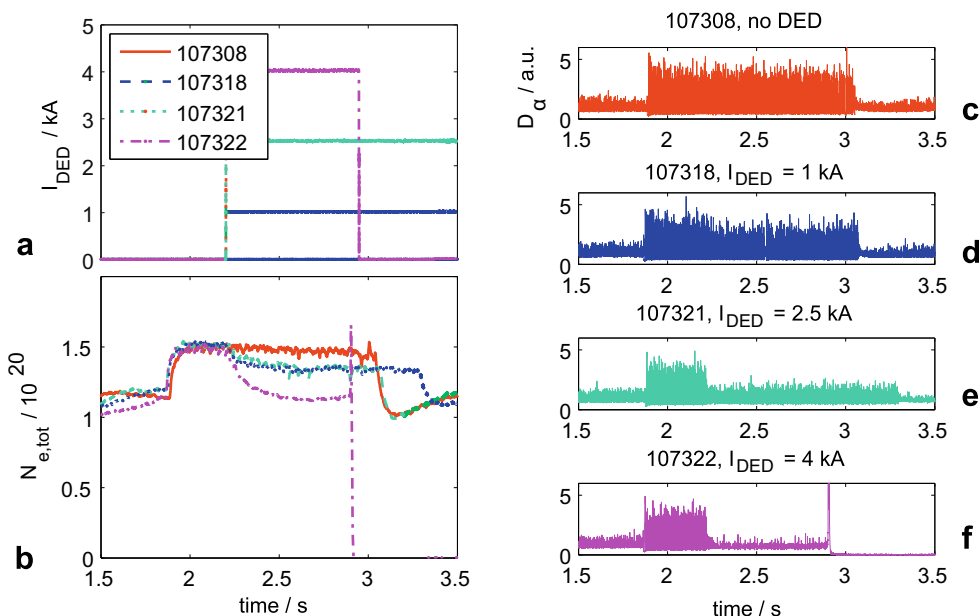 5
4
3
2
1
0
I_DED / kA
107308
107318
107321
107322
a
1.5
1
0.5
0
N_e,tot / 10^20
b
1.5 2 2.5 3 3.5
time / s
107308, no DED
D_α / a.u.
5
0
1.5 2 2.5 3 3.5
c
107318, I_DED = 1 kA
5
0
1.5 2 2.5 3 3.5
d
107321, I_DED = 2.5 kA
5
0
1.5 2 2.5 3 3.5
e
107322, I_DED = 4 kA
5
0
1.5 2 2.5 3 3.5
f
time / s